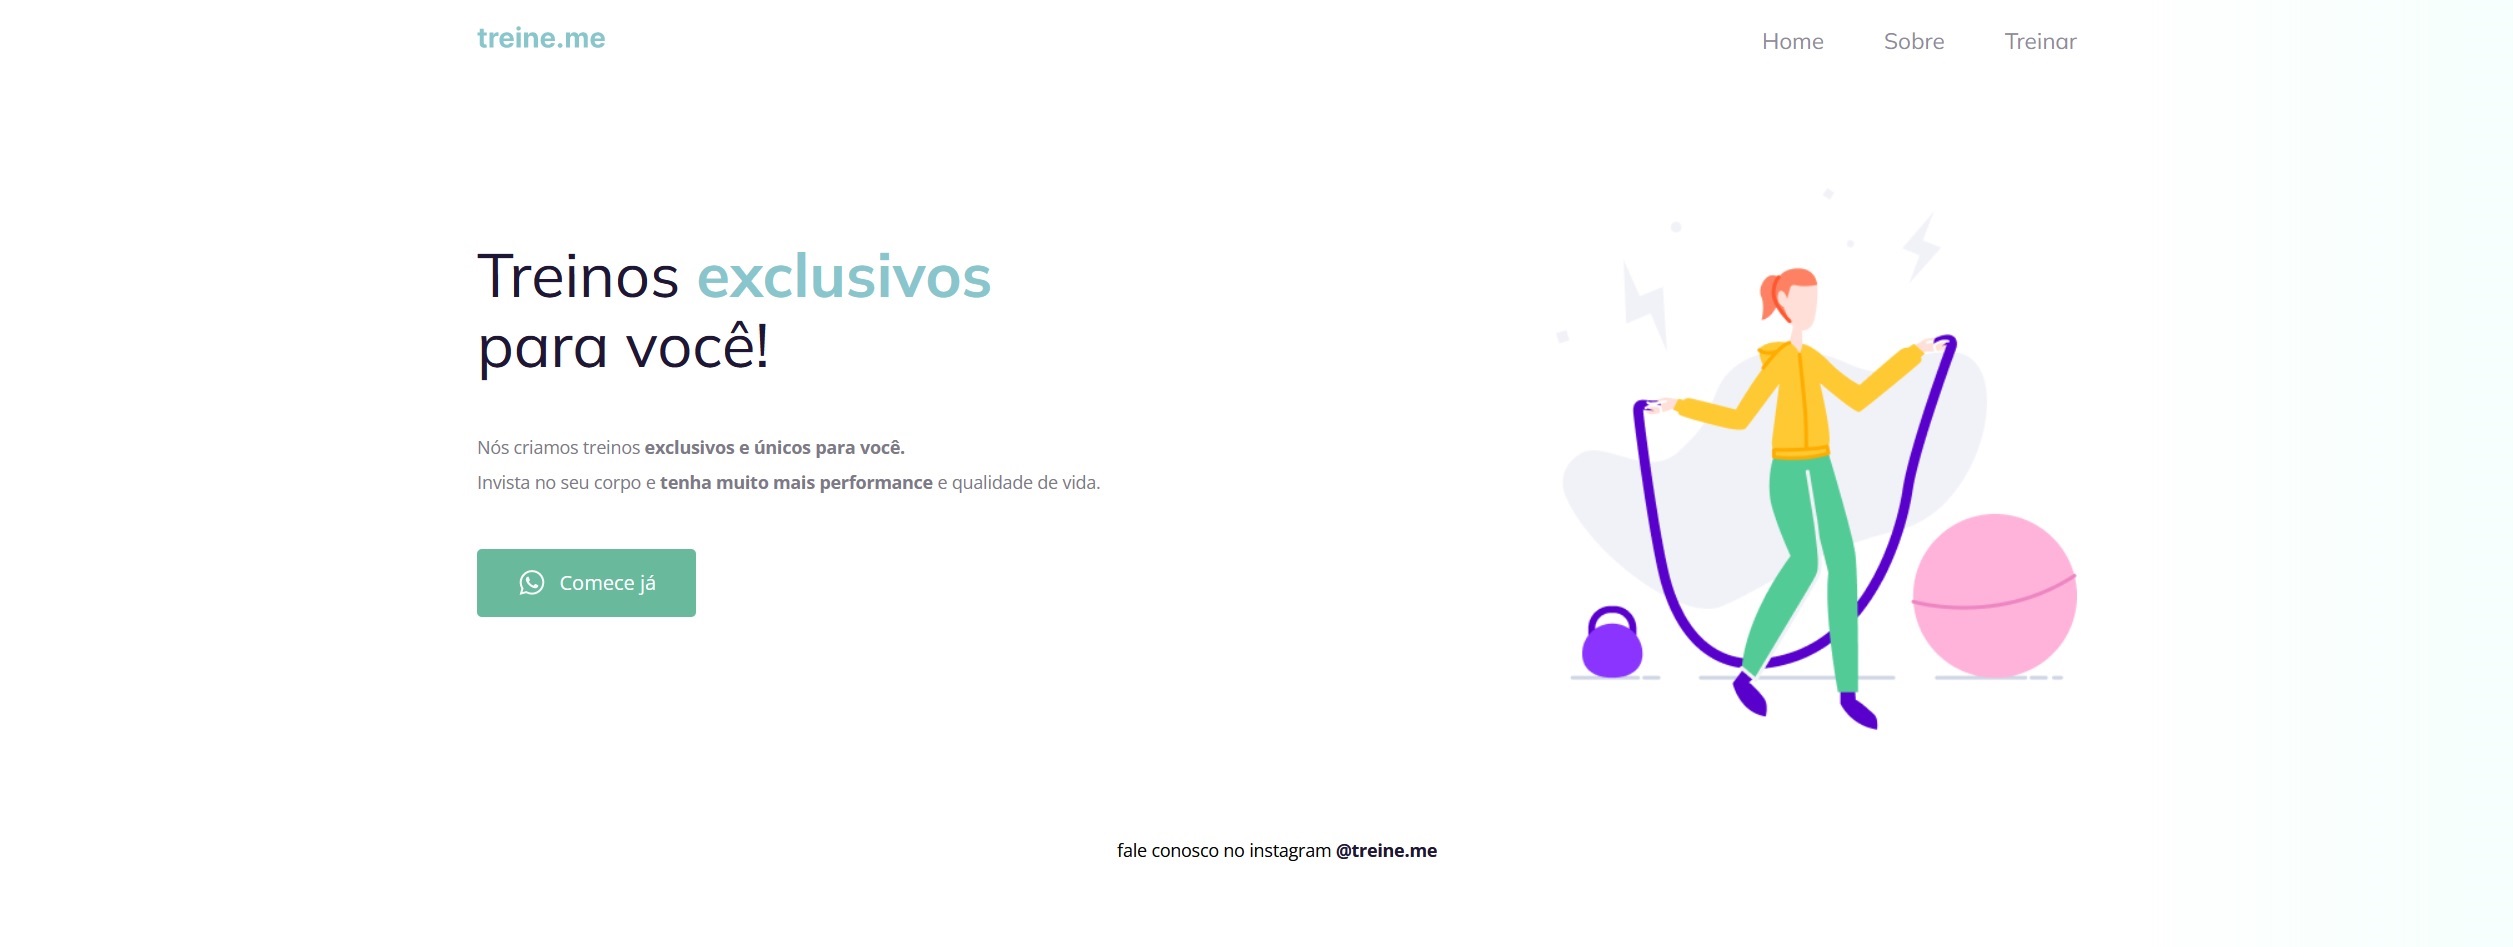 treine.me
Home Sobre Treinar
Treinos exclusivos
para você!
Nós criamos treinos exclusivos e únicos para você.
Invista no seu corpo e tenha muito mais performance e qualidade de vida.
Comece já
fale conosco no instagram @treine.me